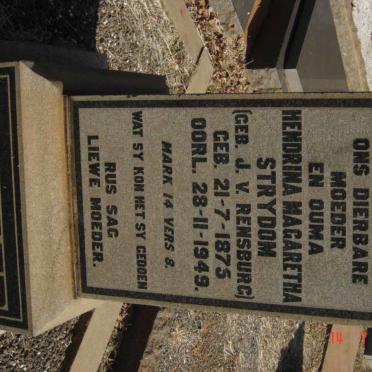 ONS DIERBARE
MOEDER
EN OUMA
HENDRINA MAGARETHA
STRYDOM
(GEB. J. V. RENSBURG)
GEB. 21-7-1875
OORL. 28-11-1949.
MARK 14 VERS 8.
WAT SY KON HET SY GEDOEN
RUS SAG
LIEWE MOEDER.
14